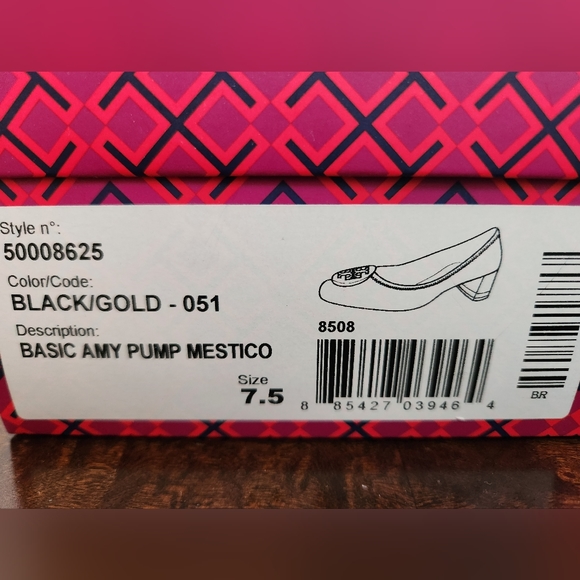 Style n°:
50008625
Color/Code:
BLACK/GOLD - 051
Description:
BASIC AMY PUMP MESTICO
Size
7.5
8508
8 85427 03946 4
BR